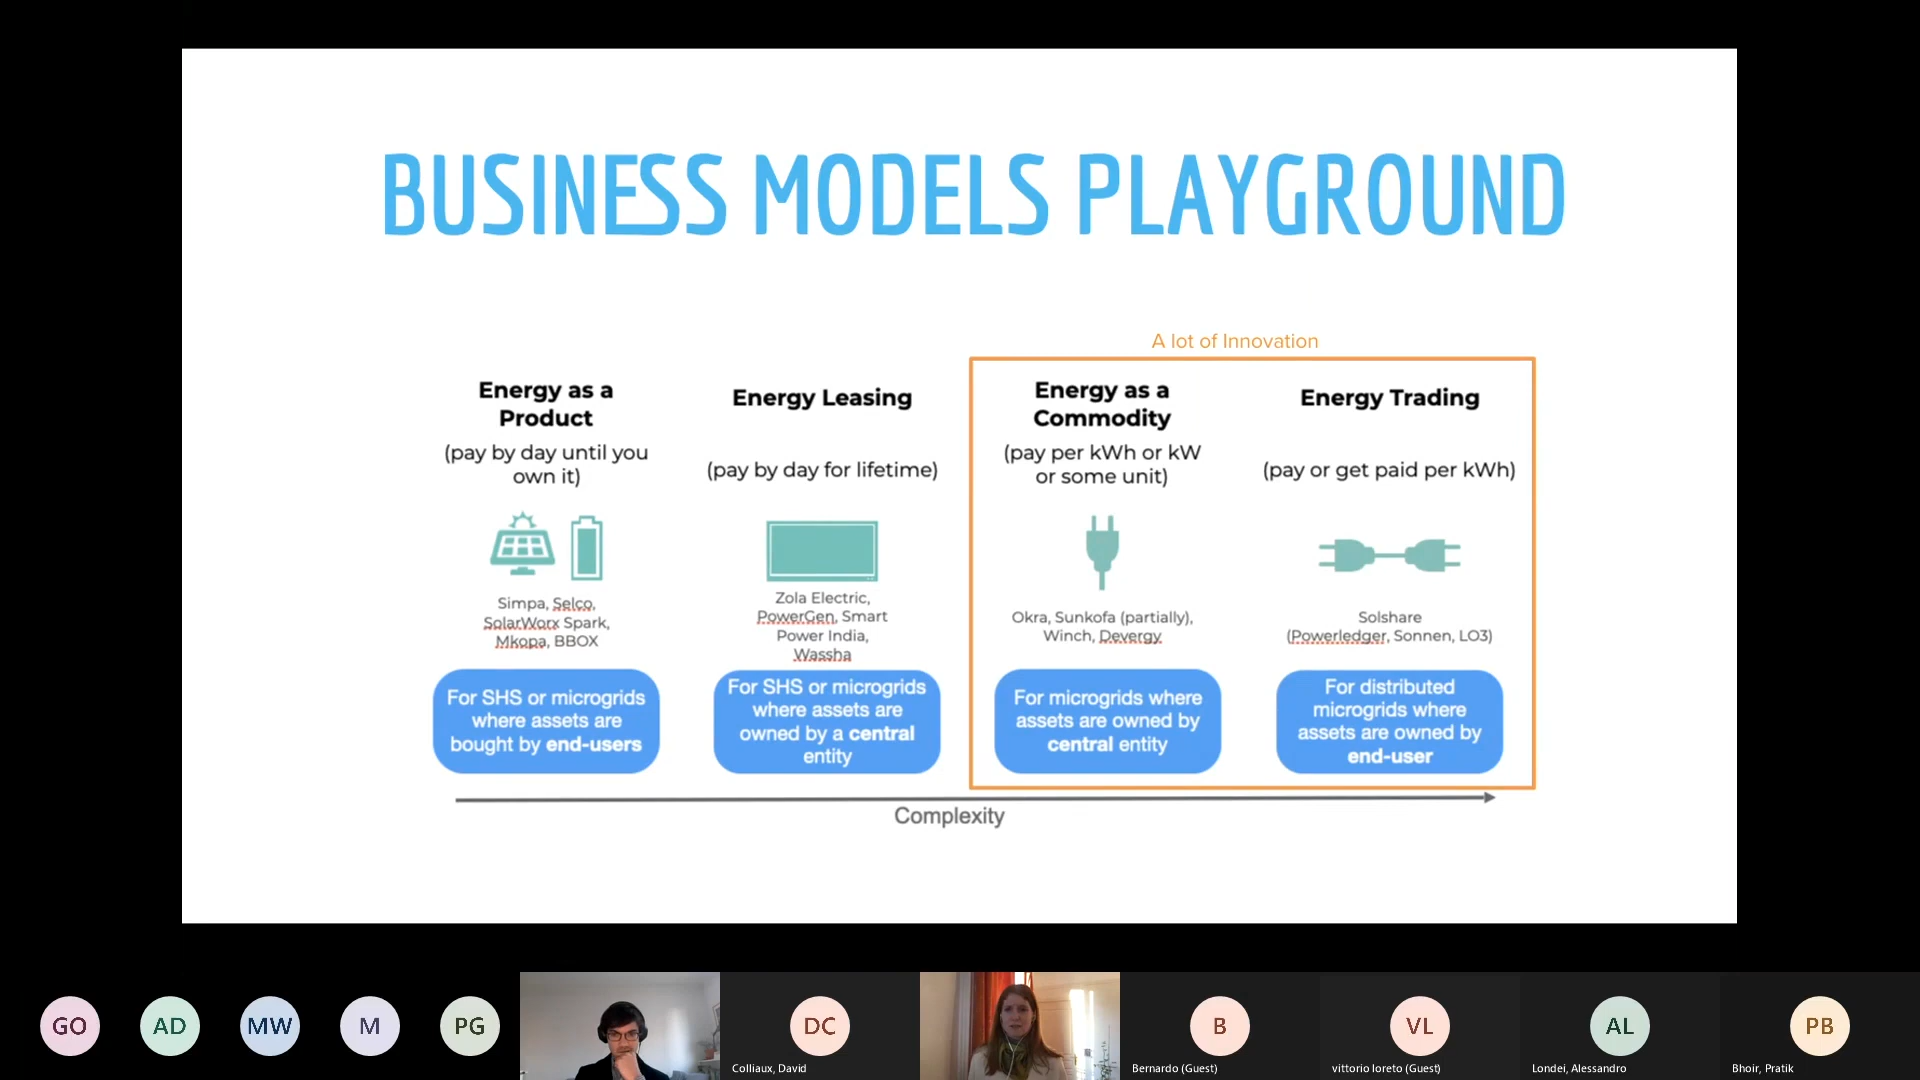 BUSINESS MODELS PLAYGROUND
A lot of Innovation
Energy as a
Product
(pay by day until you
own it)
Simpa, Selco,
SolarWorx Spark,
Mkopa, BBOX
For SHS or microgrids
where assets are
bought by end-users
Energy Leasing
(pay by day for lifetime)
Zola Electric,
PowerGen, Smart
Power India,
Wassha
For SHS or microgrids
where assets are
owned by a central
entity
Energy as a
Commodity
(pay per kWh or kW
or some unit)
Okra, Sunkofa (partially),
Winch, Devergy
For microgrids where
assets are owned by
central entity
Energy Trading
(pay or get paid per kWh)
Solshare
(Powerledger, Sonnen, LO3)
For distributed
microgrids where
assets are owned by
end-user
Complexity
GO
AD
MW
M
PG
DC
Colliaux, David
B
Bernardo (Guest)
VL
vittorio loreto (Guest)
AL
Londei, Alessandro
PB
Bhoir, Pratik